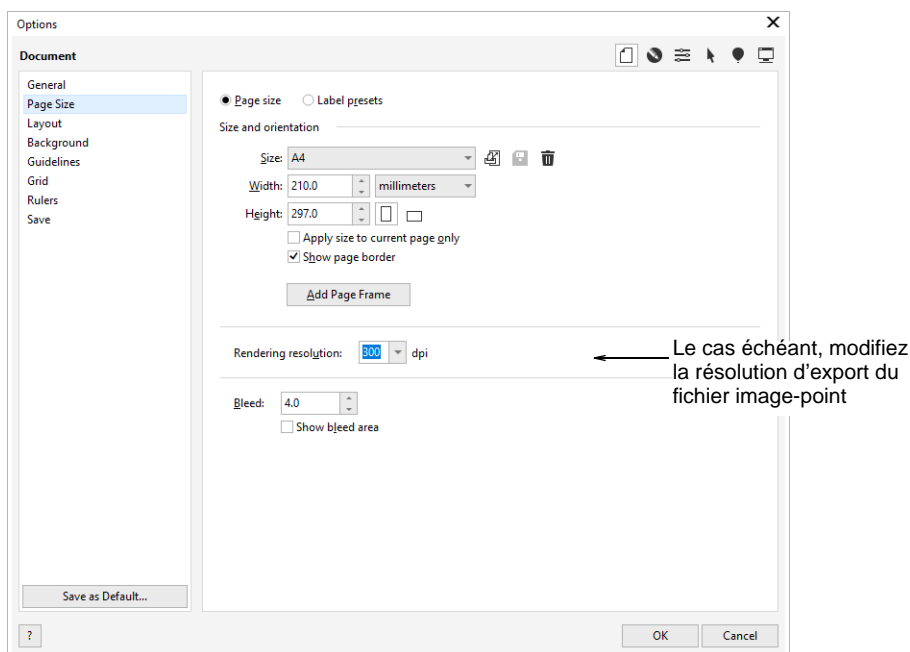 Options
Document
General
Page Size
Layout
Background
Guidelines
Grid
Rulers
Save
Page size
Label presets
Size and orientation
Size: A4
Width: 210.0 millimeters
Height: 297.0
Apply size to current page only
Show page border
Add Page Frame
Rendering resolution: 300 dpi
Le cas échéant, modifiez
la résolution d'export du
fichier image-point
Bleed: 4.0
Show bleed area
Save as Default...
?
OK
Cancel